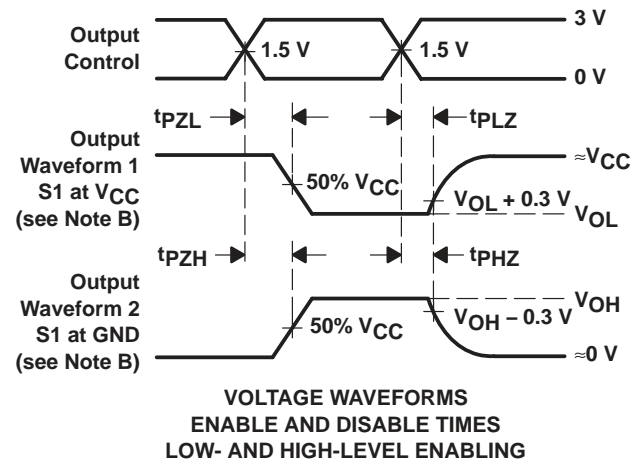 Output
Control
1.5 V
1.5 V
3 V
0 V
tPZL
tPLZ
Output
Waveform 1
S1 at VCC
(see Note B)
50% VCC
≈VCC
VOL + 0.3 V
VOL
tPZH
tPHZ
Output
Waveform 2
S1 at GND
(see Note B)
50% VCC
VOH
VOH – 0.3 V
≈0 V
VOLTAGE WAVEFORMS
ENABLE AND DISABLE TIMES
LOW- AND HIGH-LEVEL ENABLING